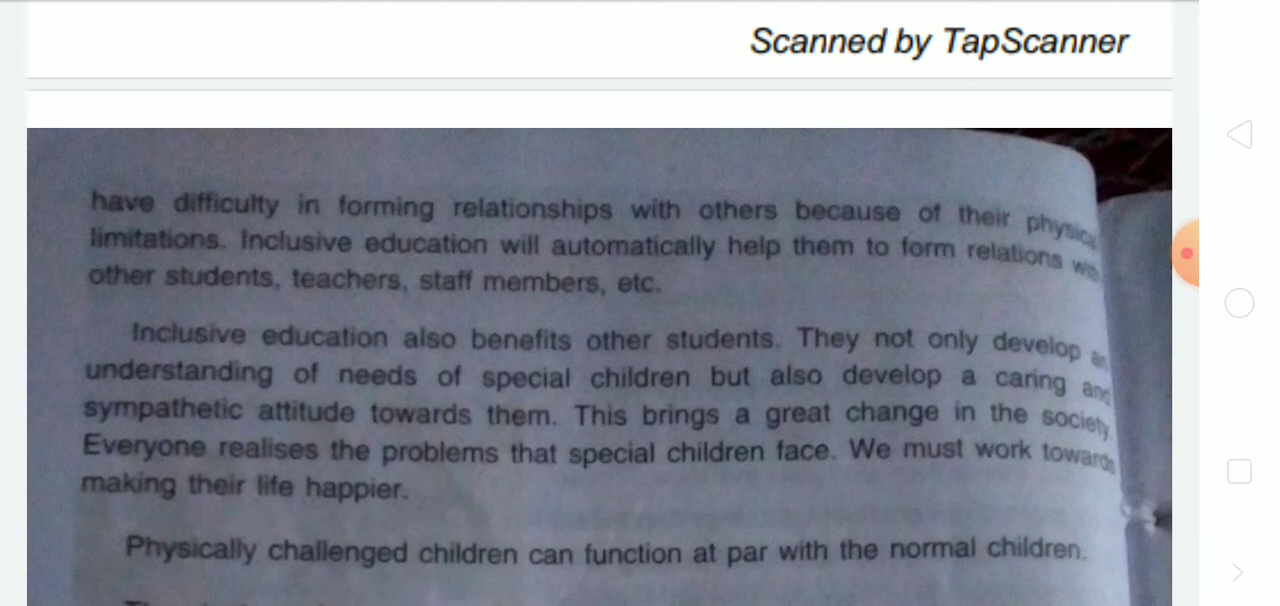 Scanned by TapScanner
have difficulty in forming relationships with others because of their
limitations. Inclusive education will automatically help them to form relations
other students, teachers, staff members, etc.
Inclusive education also benefits other students. They not only develop
understanding of needs of special children but also develop a caring and
sympathetic attitude towards them. This brings a great change in the society.
Everyone realises the problems that special children face. We must work towards
making their life happier.
Physically challenged children can function at par with the normal children.